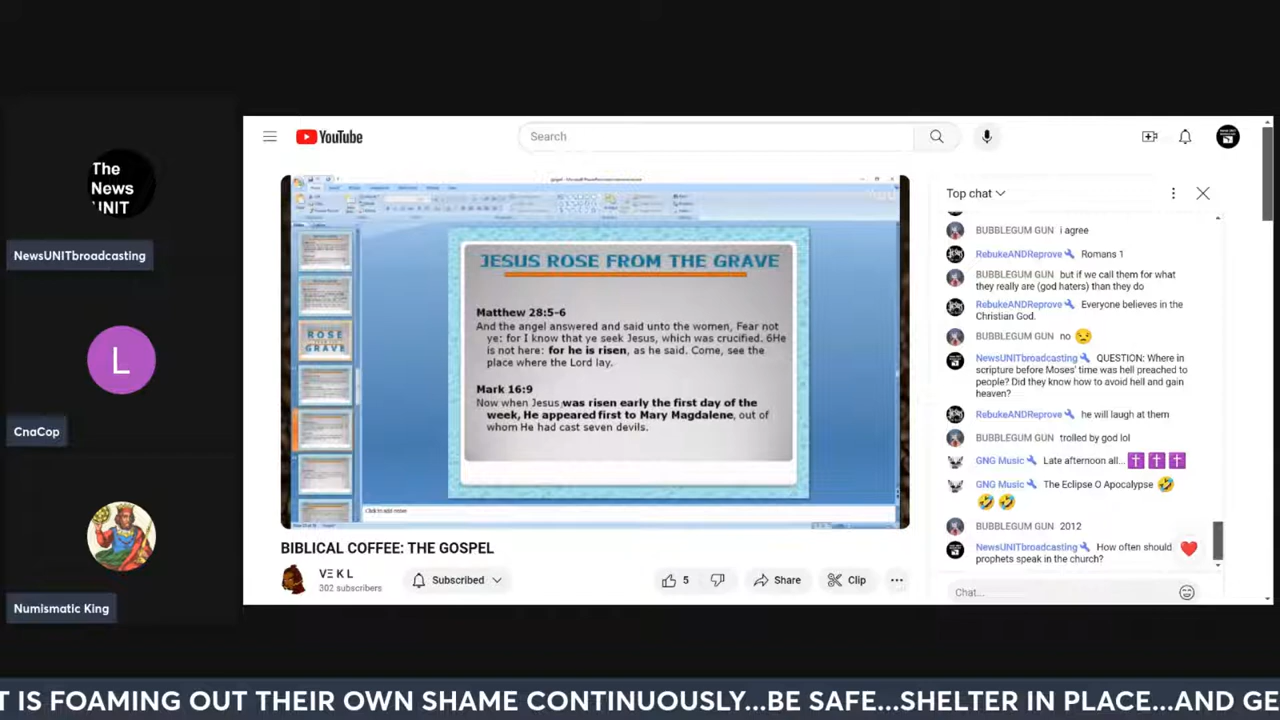 The
News
UNIT
NewsUNITbroadcasting
L
CnCCop
Numismatic King
YouTube
Search
JESUS ROSE FROM THE GRAVE
Matthew 28:5-6
And the angel answered and said unto the women, Fear not
ye: for I know that ye seek Jesus, which was crucified. 6He
is not here: for he is risen, as he said. Come, see the
place where the Lord lay.
Mark 16:9
Now when Jesus was risen early the first day of the
week, He appeared first to Mary Magdalene, out of
whom He had cast seven devils.
Click to add notes
BIBLICAL COFFEE: THE GOSPEL
VΞ K L
302 subscribers
Subscribed
5
Share
Clip
Top chat
BUBBLEGUM GUN i agree
RebukeANDReprove Romans 1
BUBBLEGUM GUN but if we call them for what
they really are (god haters) than they do
RebukeANDReprove Everyone believes in the
Christian God.
BUBBLEGUM GUN no 😒
NewsUNITbroadcasting QUESTION: Where in
scripture before Moses' time was hell preached to
people? Did they know how to avoid hell and gain
heaven?
RebukeANDReprove he will laugh at them
BUBBLEGUM GUN trolled by god lol
GNG Music Late afternoon all... ✝️✝️✝️
GNG Music The Eclipse O Apocalypse 🤣
🤣🤣
BUBBLEGUM GUN 2012
NewsUNITbroadcasting How often should
prophets speak in the church?
Chat...
T IS FOAMING OUT THEIR OWN SHAME CONTINUOUSLY...BE SAFE...SHELTER IN PLACE...AND GE